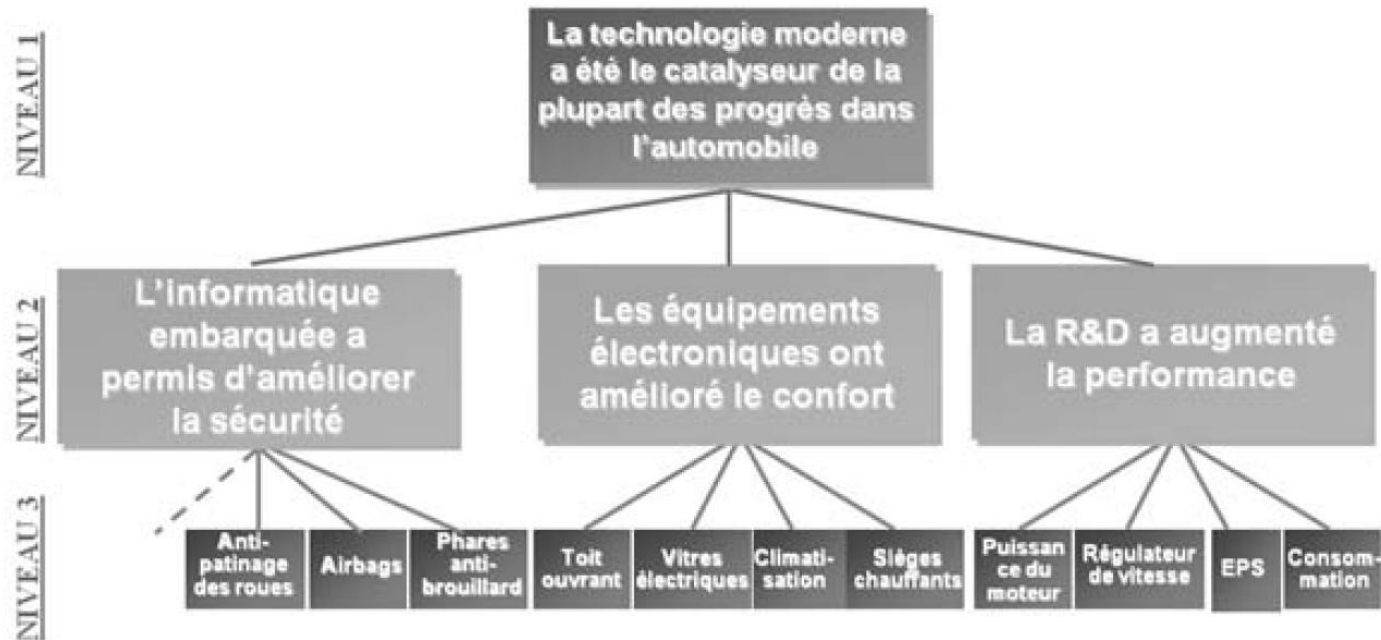 NIVEAU 1
La technologie moderne
a été le catalyseur de la
plupart des progrès dans
l'automobile
NIVEAU 2
L'informatique
embarquée a
permis d'améliorer
la sécurité
Les équipements
électroniques ont
amélioré le confort
La R&D a augmenté
la performance
NIVEAU 3
Anti-
patinage
des roues
Airbags
Phares
anti-
brouillard
Toit
ouvrant
Vitres
électriques
Climati-
sation
Sièges
chauffants
Puissan
ce du
moteur
Régulateur
de vitesse
EPS
Consom-
mation